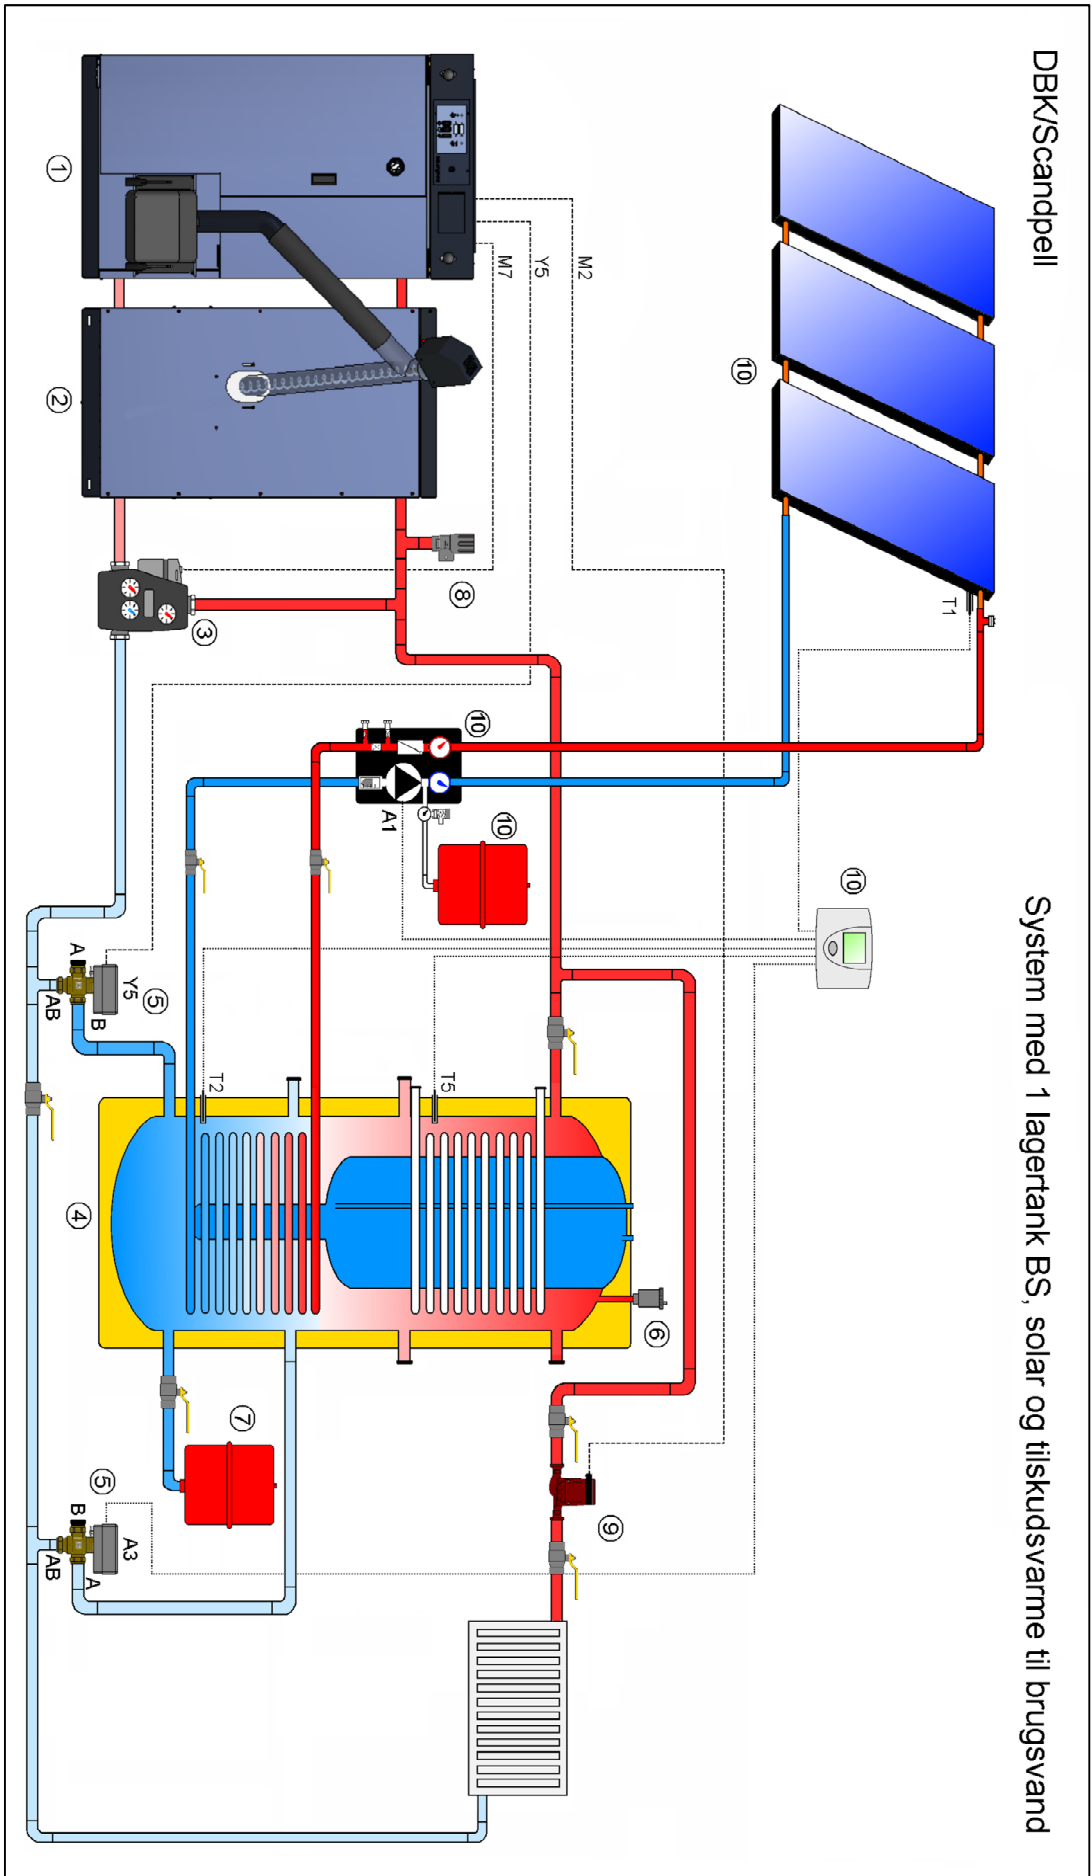 DBK/Scandpell
System med 1 lagertank BS, solar og tilskudsvarme til brugsvand
10
T1
10
M2
Y5
M7
10
10
A1
8
1
2
3
T5
T2
6
9
4
7
5
Y5
A
B
AB
5
A3
B
A
AB